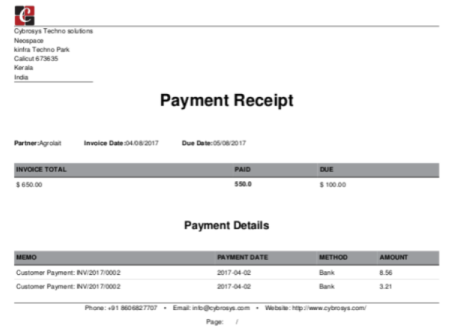 Cybrosys Techno solutions
Neospace
kinfra Techno Park
Calicut 673635
Kerala
India
Payment Receipt
Partner:Agrolait Invoice Date:04/08/2017 Due Date:05/08/2017
INVOICE TOTAL PAID DUE
$ 650.00 550.0 $ 100.00
Payment Details
MEMO PAYMENT DATE METHOD AMOUNT
Customer Payment: INV/2017/0002 2017-04-02 Bank 8.56
Customer Payment: INV/2017/0002 2017-04-02 Bank 3.21
Phone: +91 8606827707 • Email: info@cybrosys.com • Website: http://www.cybrosys.com/
Page: /